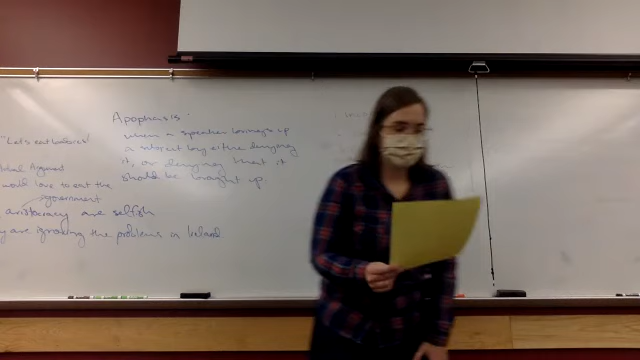 Apophasis
when a speaker brings up
a subject by either denying
it, or denying that it
should be brought up
"Let's eat babies"
Argument
would love to eat the
government
aristocracy are selfish
are ignoring the problems in Ireland